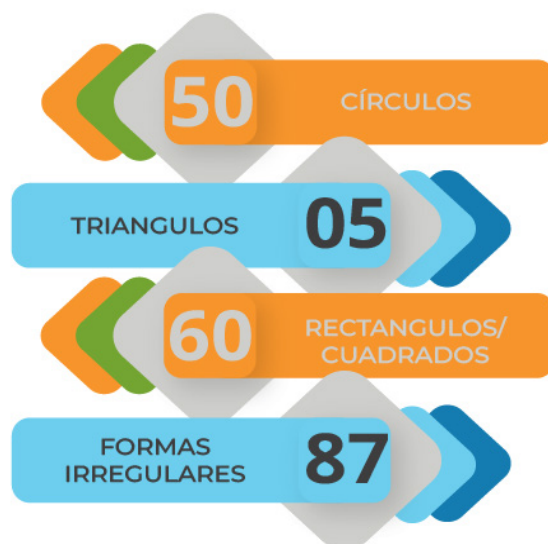 50 CÍRCULOS
TRIANGULOS 05
60 RECTANGULOS/
CUADRADOS
FORMAS
IRREGULARES 87